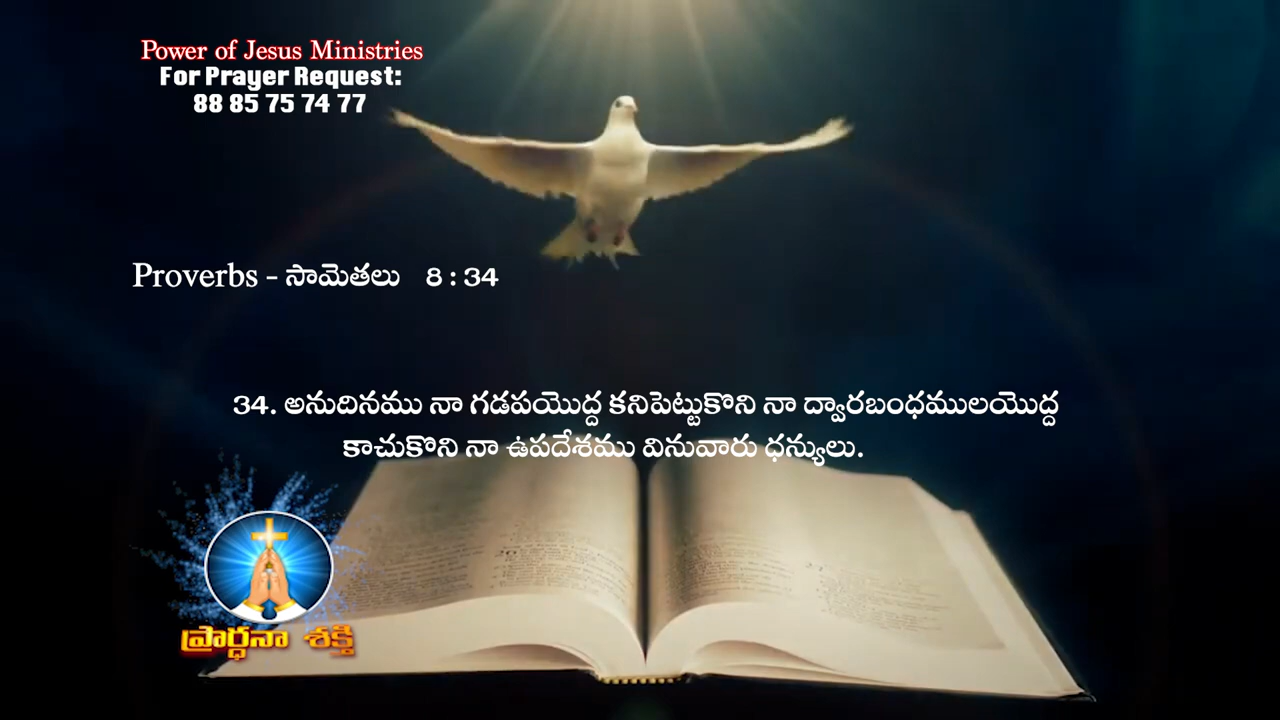 Power of Jesus Ministries
For Prayer Request:
88 85 75 74 77
Proverbs - సామెతలు 8 : 34
34. అనుదినము నా గడపయొద్ద కనిపెట్టుకొని నా ద్వారబంధములయొద్ద
కాచుకొని నా ఉపదేశము వినువారు ధన్యులు.
ప్రార్ధనా శక్తి